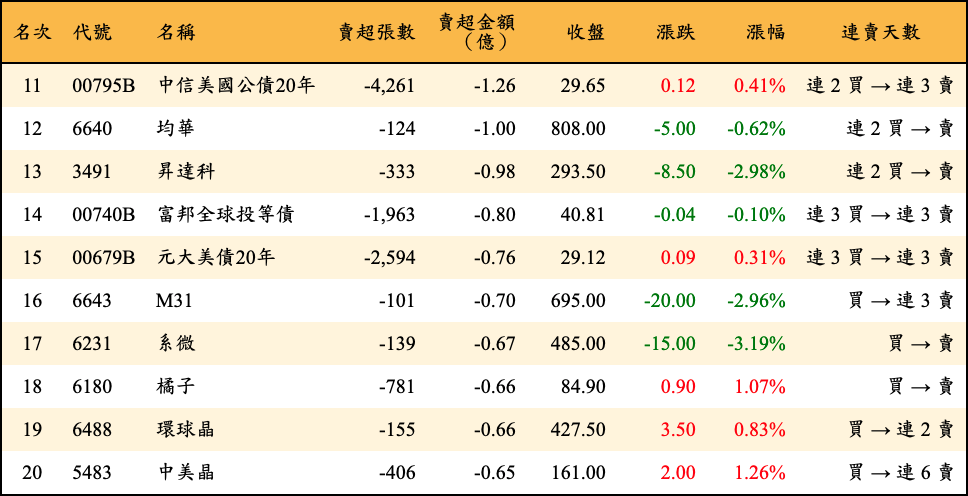 名次 代號 名稱 賣超張數 賣超金額（億） 收盤 漲跌 漲幅 連賣天數
11 00795B 中信美國公債20年 -4,261 -1.26 29.65 0.12 0.41% 連 2 買 → 連 3 賣
12 6640 均華 -124 -1.00 808.00 -5.00 -0.62% 連 2 買 → 賣
13 3491 昇達科 -333 -0.98 293.50 -8.50 -2.98% 連 2 買 → 賣
14 00740B 富邦全球投等債 -1,963 -0.80 40.81 -0.04 -0.10% 連 3 買 → 連 3 賣
15 00679B 元大美債20年 -2,594 -0.76 29.12 0.09 0.31% 連 3 買 → 連 3 賣
16 6643 M31 -101 -0.70 695.00 -20.00 -2.96% 買 → 連 3 賣
17 6231 系微 -139 -0.67 485.00 -15.00 -3.19% 買 → 賣
18 6180 橘子 -781 -0.66 84.90 0.90 1.07% 買 → 賣
19 6488 環球晶 -155 -0.66 427.50 3.50 0.83% 買 → 連 2 賣
20 5483 中美晶 -406 -0.65 161.00 2.00 1.26% 買 → 連 6 賣